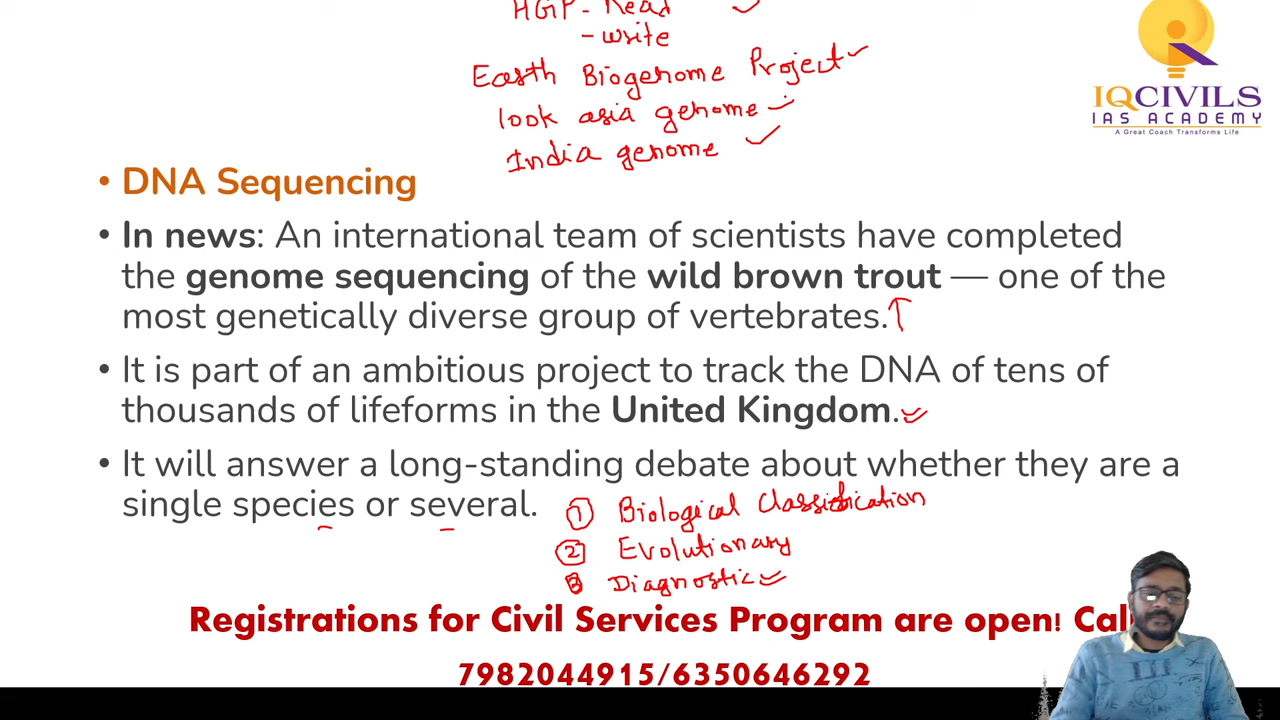 HGP - Read
- write
Earth Biogenome Project
100k asia genome
India genome
IQCIVILS
IAS ACADEMY
A Great Coach Transforms Life
• DNA Sequencing
• In news: An international team of scientists have completed
the genome sequencing of the wild brown trout — one of the
most genetically diverse group of vertebrates.
• It is part of an ambitious project to track the DNA of tens of
thousands of lifeforms in the United Kingdom.
• It will answer a long-standing debate about whether they are a
single species or several.
① Biological Classification
② Evolutionary
3 Diagnostic
Registrations for Civil Services Program are open! Call
7982044915/6350646292